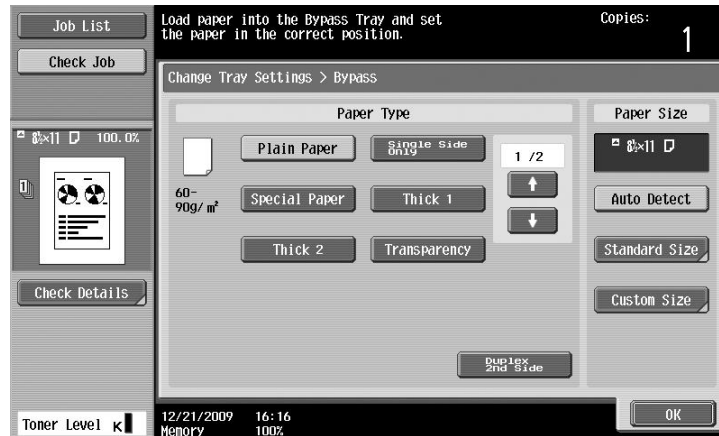 Job List
Check Job
8½×11 100.0%
1
Check Details
Toner Level K
Load paper into the Bypass Tray and set
the paper in the correct position.
Copies:
1
Change Tray Settings > Bypass
Paper Type
60-
90g/㎡
Plain Paper
Single Side
Only
Special Paper
Thick 1
Thick 2
Transparency
1 /2
↑
↓
Duplex
2nd Side
Paper Size
8½×11
Auto Detect
Standard Size
Custom Size
12/21/2009 16:16
Memory 100%
OK